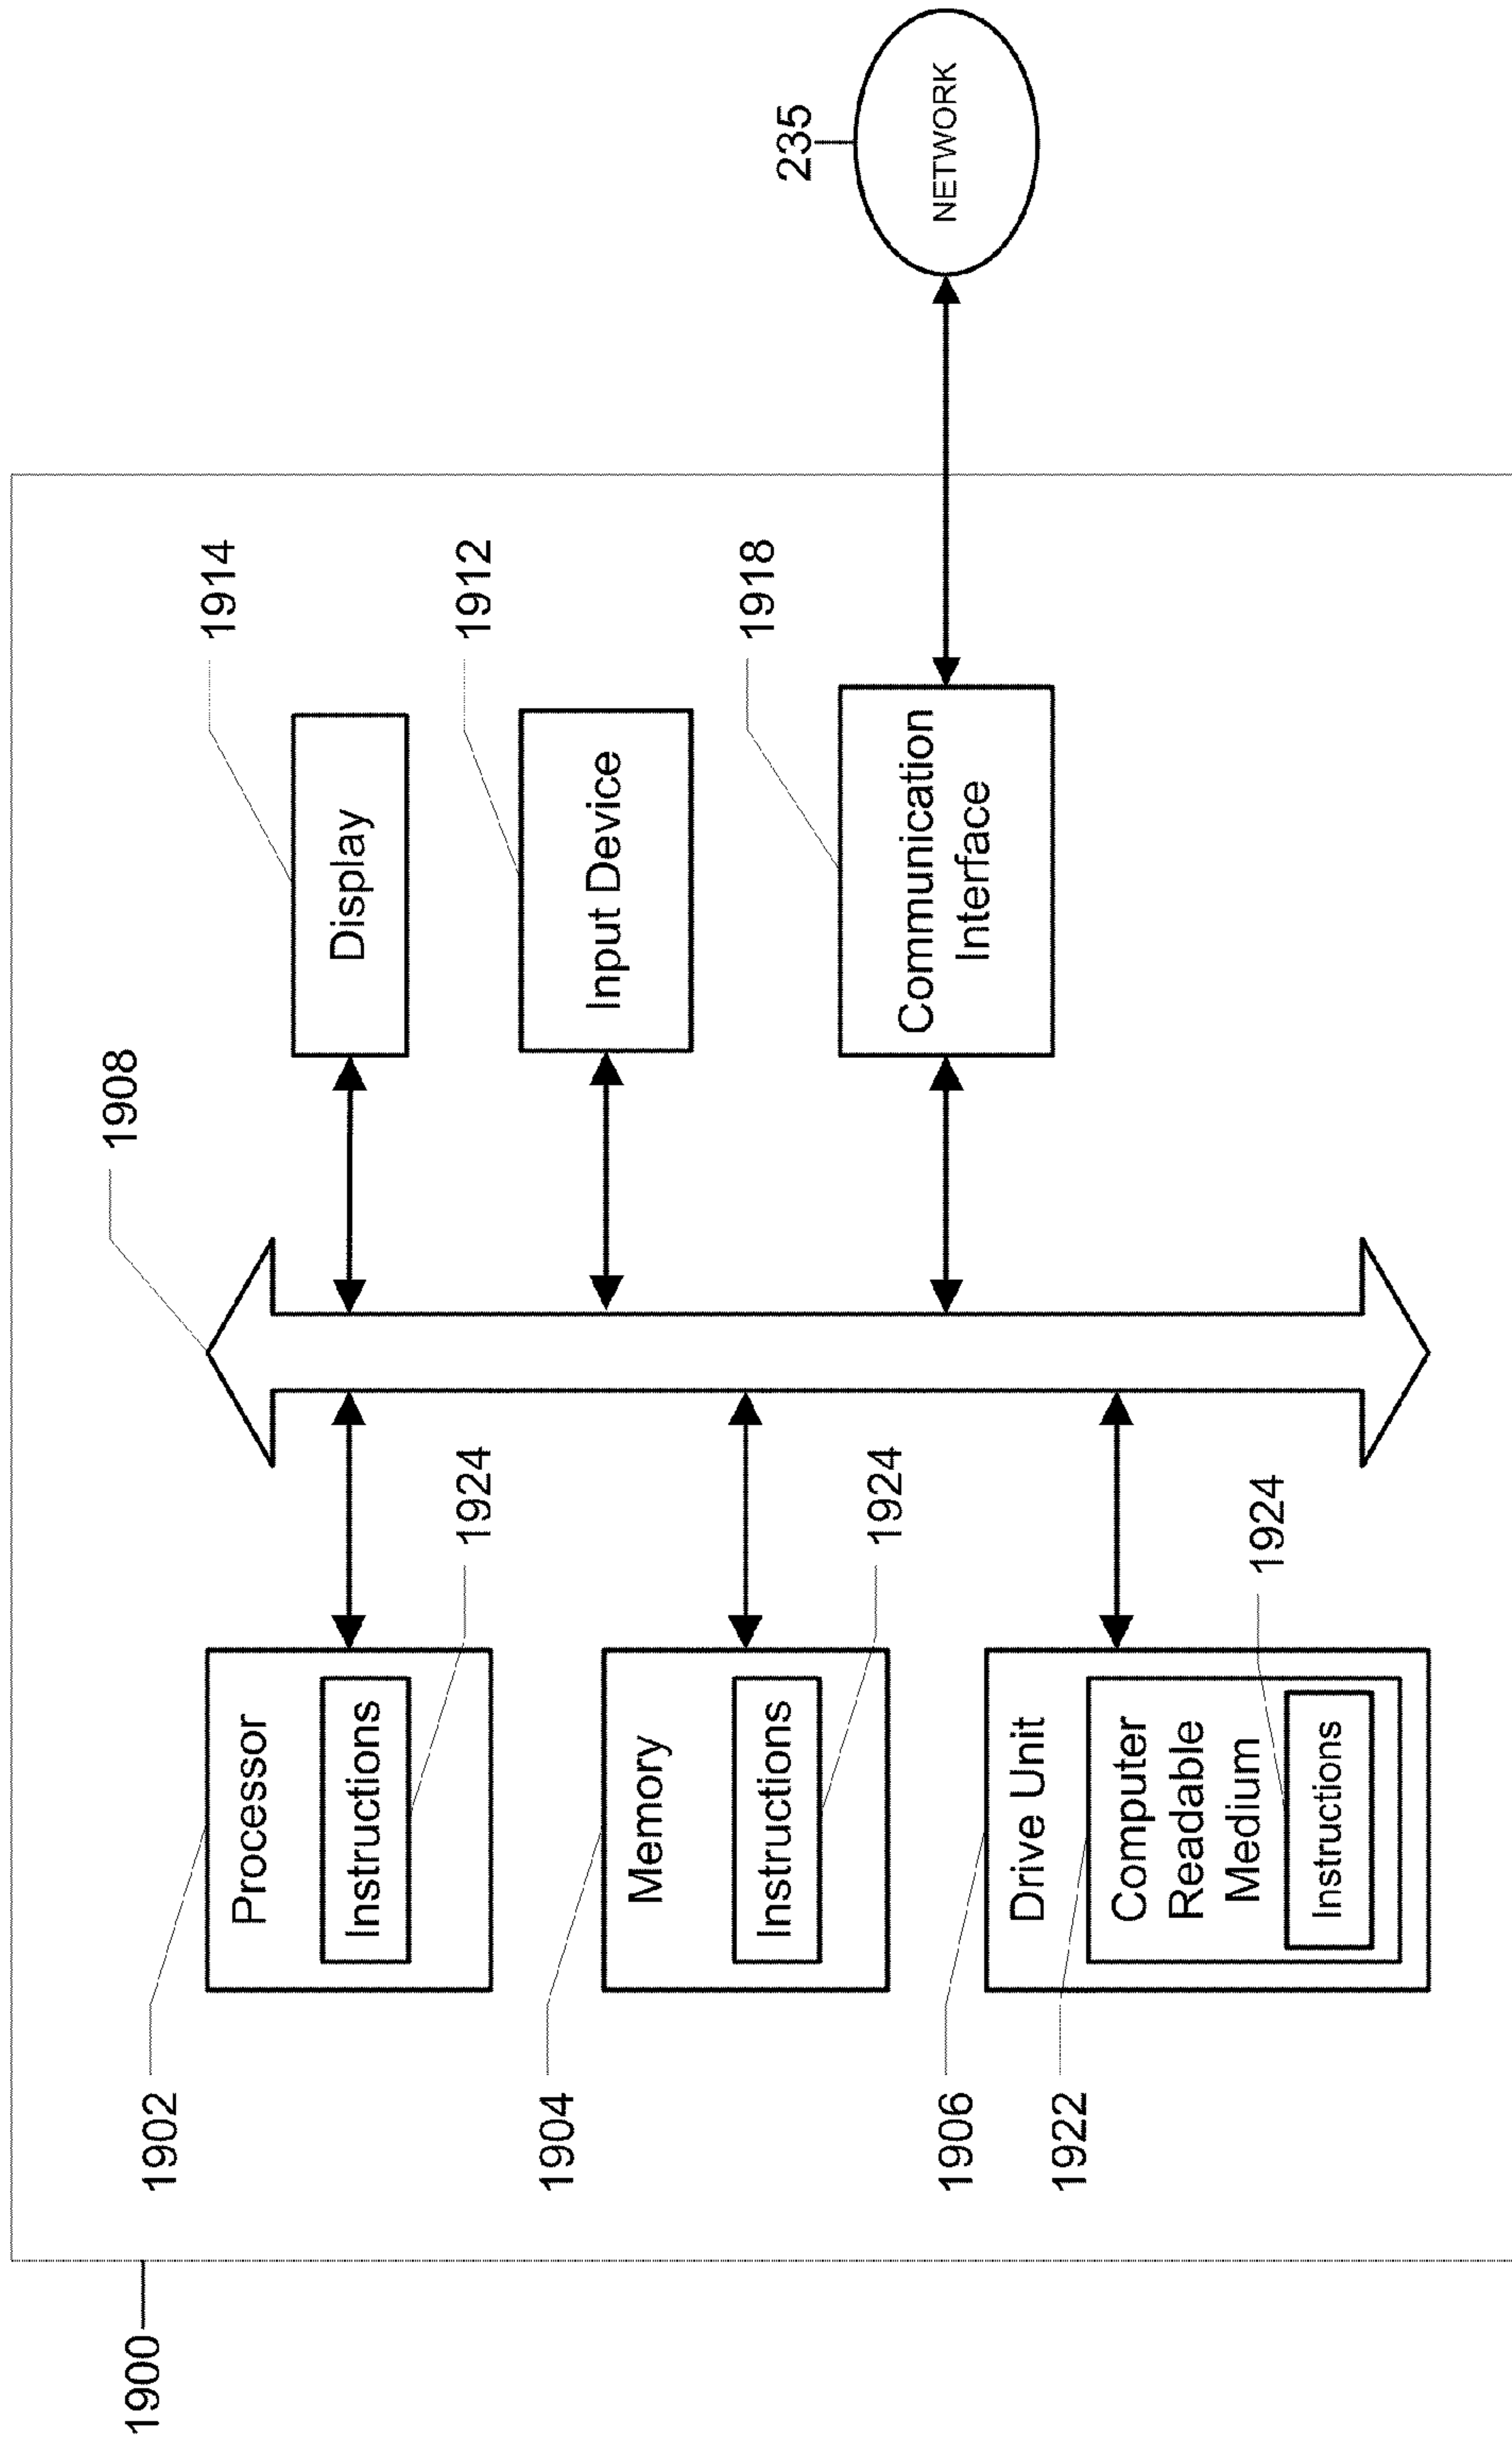 1900
1902
Processor
Instructions
1924
1904
Memory
Instructions
1924
1906
Drive Unit
1922
Computer
Readable
Medium
Instructions
1924
1908
1914
Display
1912
Input Device
1918
Communication
Interface
235
NETWORK